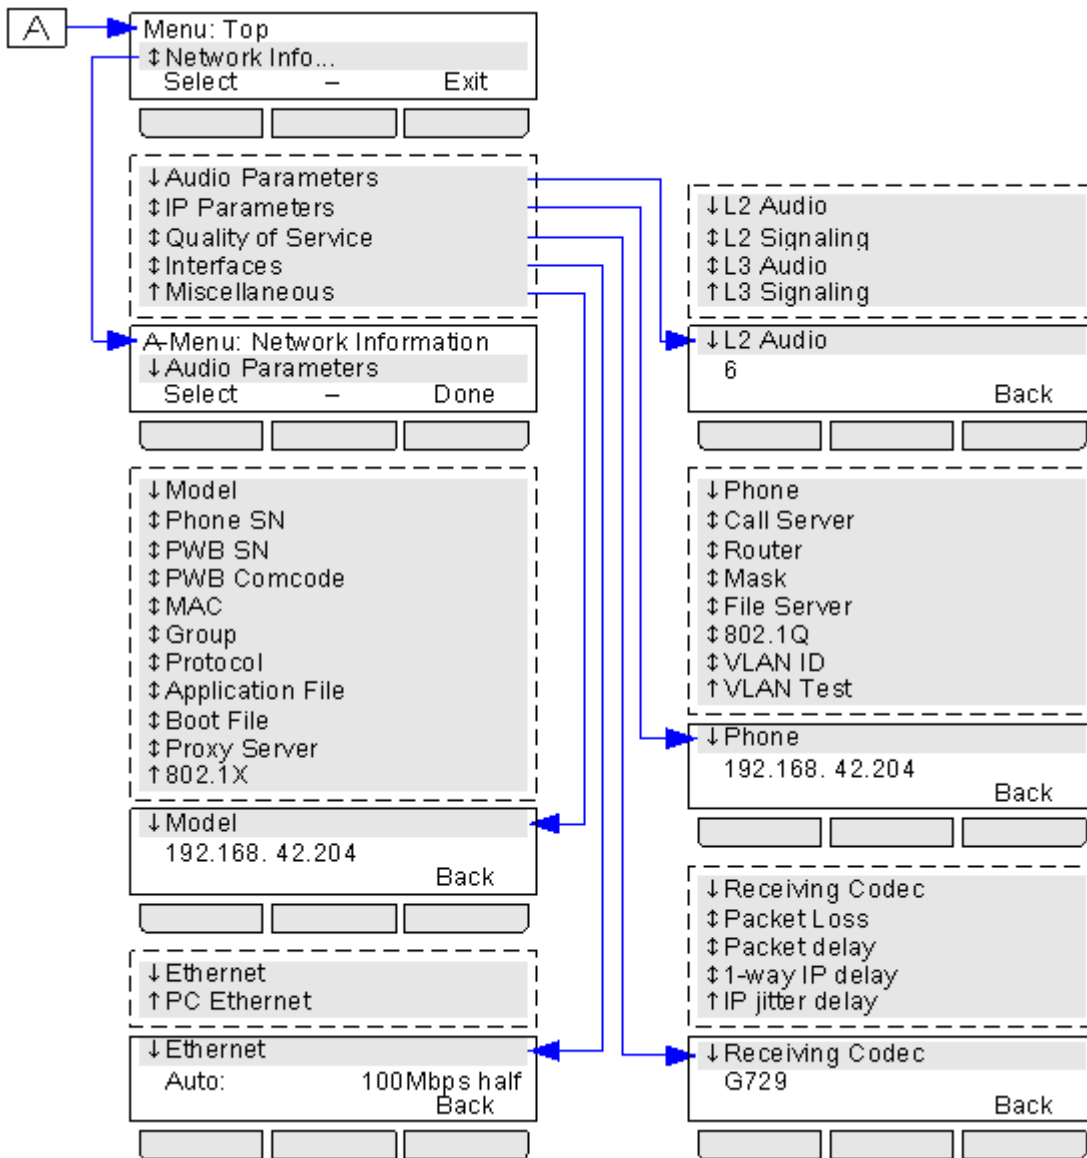 A
Menu: Top
↕Network Info...
Select – Exit
↓Audio Parameters
↕IP Parameters
↕Quality of Service
↕Interfaces
↑Miscellaneous
A-Menu: Network Information
↓Audio Parameters
Select – Done
↓Model
↕Phone SN
↕PWB SN
↕PWB Comcode
↕MAC
↕Group
↕Protocol
↕Application File
↕Boot File
↕Proxy Server
↑802.1X
↓Model
192.168. 42.204
Back
↓Ethernet
↑PC Ethernet
↓Ethernet
Auto: 100Mbps half
Back
↓L2 Audio
↕L2 Signaling
↕L3 Audio
↑L3 Signaling
↓L2 Audio
6
Back
↓Phone
↕Call Server
↕Router
↕Mask
↕File Server
↕802.1Q
↕VLAN ID
↑VLAN Test
↓Phone
192.168. 42.204
Back
↓Receiving Codec
↕Packet Loss
↕Packet delay
↕1-way IP delay
↑IP jitter delay
↓Receiving Codec
G729
Back